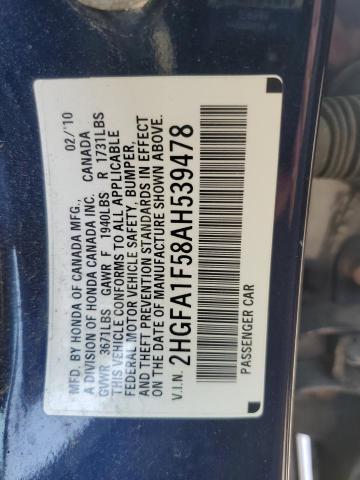 MFD. BY HONDA OF CANADA MFG., 02/'10
A DIVISION OF HONDA CANADA INC. CANADA
GVWR 3671LBS GAWR F 1940LBS R 1731LBS
THIS VEHICLE CONFORMS TO ALL APPLICABLE
FEDERAL MOTOR VEHICLE SAFETY, BUMPER,
AND THEFT PREVENTION STANDARDS IN EFFECT
ON THE DATE OF MANUFACTURE SHOWN ABOVE.
V.I.N. 2HGFA1F58AH539478
PASSENGER CAR